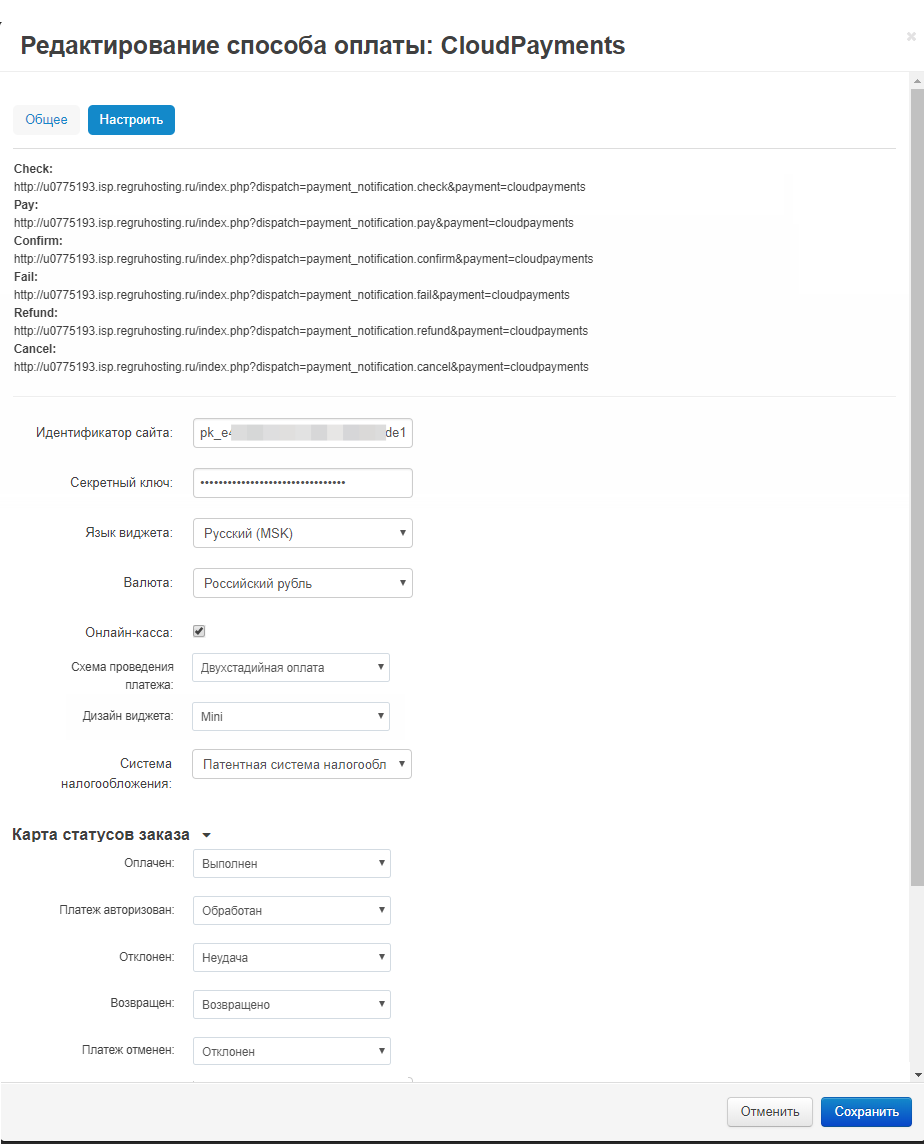 Редактирование способа оплаты: CloudPayments
×
Общее
Настроить
Check:
http://u0775193.isp.regruhosting.ru/index.php?dispatch=payment_notification.check&payment=cloudpayments
Pay:
http://u0775193.isp.regruhosting.ru/index.php?dispatch=payment_notification.pay&payment=cloudpayments
Confirm:
http://u0775193.isp.regruhosting.ru/index.php?dispatch=payment_notification.confirm&payment=cloudpayments
Fail:
http://u0775193.isp.regruhosting.ru/index.php?dispatch=payment_notification.fail&payment=cloudpayments
Refund:
http://u0775193.isp.regruhosting.ru/index.php?dispatch=payment_notification.refund&payment=cloudpayments
Cancel:
http://u0775193.isp.regruhosting.ru/index.php?dispatch=payment_notification.cancel&payment=cloudpayments
Идентификатор сайта: pk_e de1
Секретный ключ: ••••••••••••••••••••••••••••••••
Язык виджета: Русский (MSK)
Валюта: Российский рубль
Онлайн-касса:
Схема проведения
платежа: Двухстадийная оплата
Дизайн виджета: Mini
Система
налогообложения: Патентная система налогообл
Карта статусов заказа
Оплачен: Выполнен
Платеж авторизован: Обработан
Отклонен: Неудача
Возвращен: Возвращено
Платеж отменен: Отклонен
Отменить
Сохранить